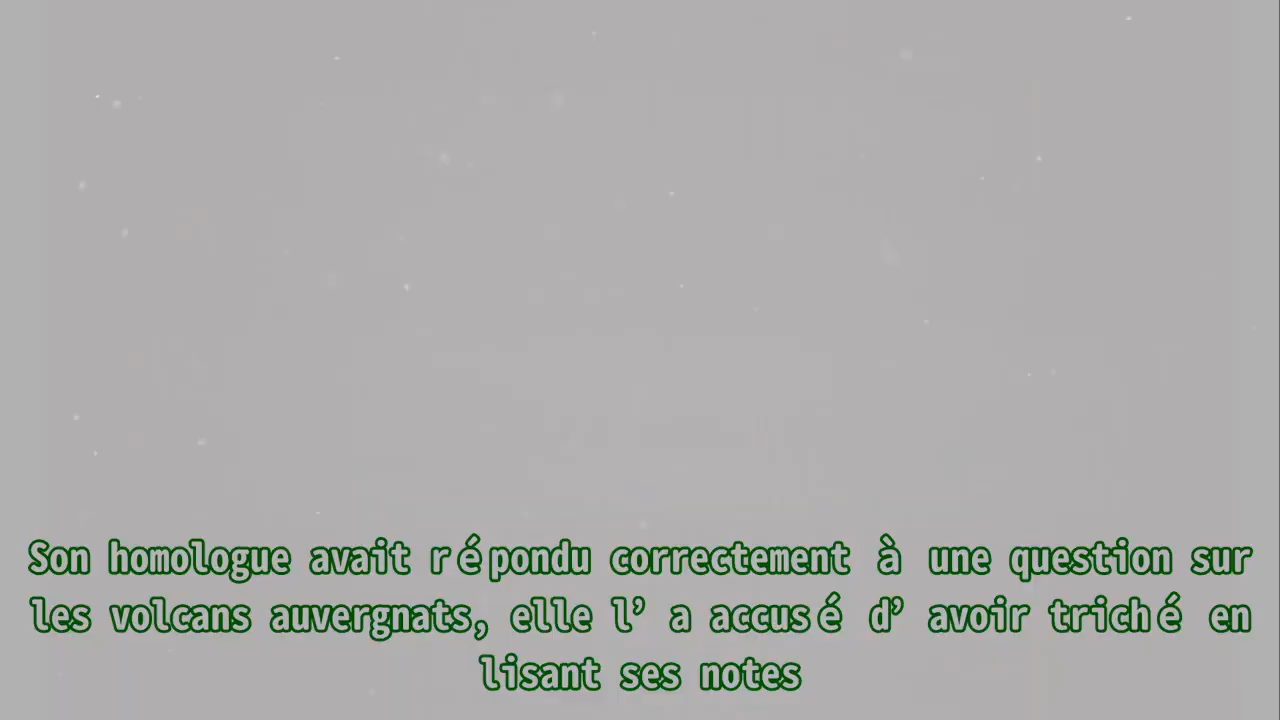 Son homologue avait répondu correctement à une question sur
les volcans auvergnats, elle l’a accusé d’avoir triché en
lisant ses notes